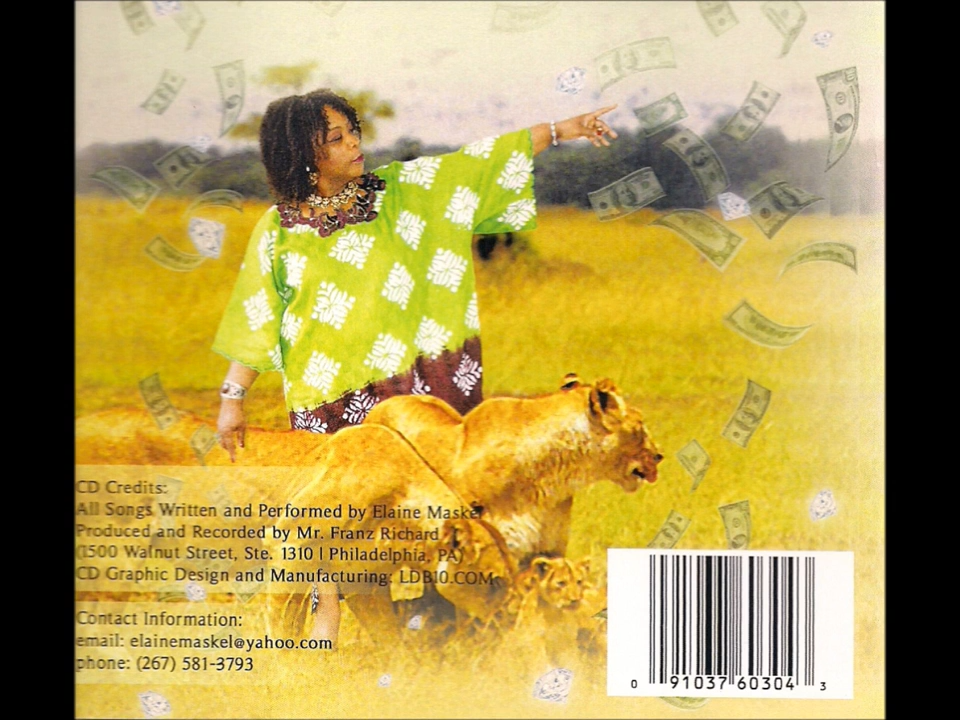 CD Credits:
All Songs Written and Performed by Elaine Maskel
Produced and Recorded by Mr. Franz Richard
(1500 Walnut Street, Ste. 1310 | Philadelphia, PA)
CD Graphic Design and Manufacturing: LDB10.COM
Contact Information:
email: elainemaskel@yahoo.com
phone: (267) 581-3793
0 91037 60304 3